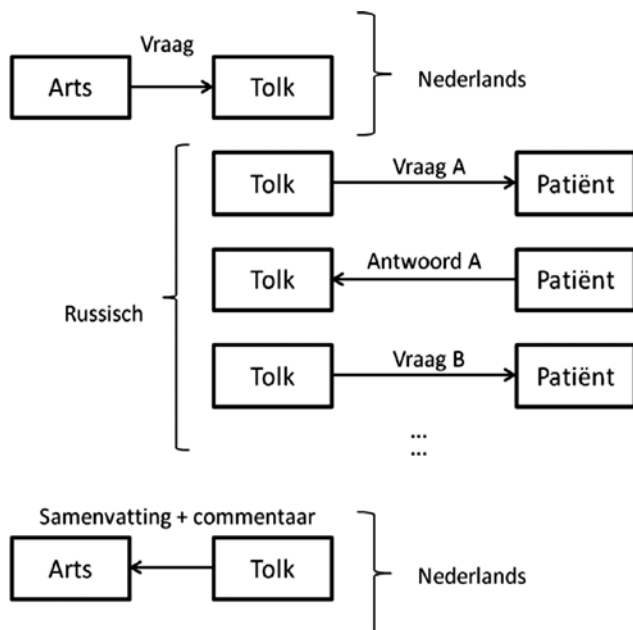 Vraag
Arts
Tolk
Nederlands
Tolk
Vraag A
Patiënt
Tolk
Antwoord A
Patiënt
Russisch
Tolk
Vraag B
Patiënt
...
...
Samenvatting + commentaar
Arts
Tolk
Nederlands